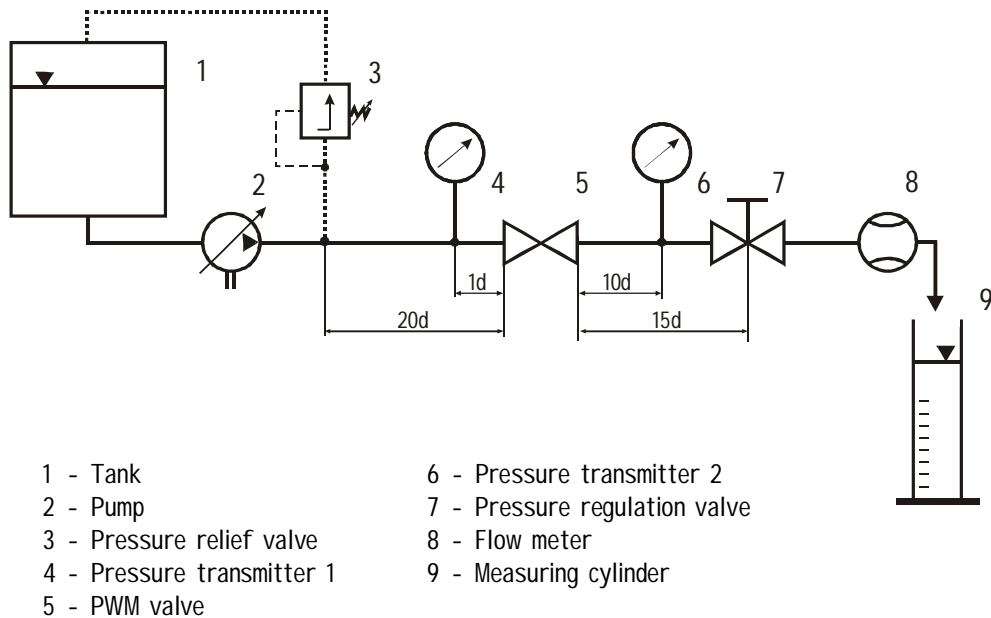 1
3
2
4
5
6
7
8
9
1d
10d
20d
15d
1 - Tank
2 - Pump
3 - Pressure relief valve
4 - Pressure transmitter 1
5 - PWM valve
6 - Pressure transmitter 2
7 - Pressure regulation valve
8 - Flow meter
9 - Measuring cylinder